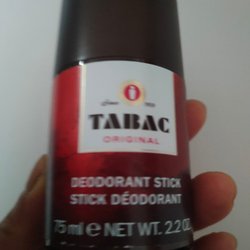 Since 1959
TABAC
ORIGINAL
DEODORANT STICK
STICK DÉODORANT
75 ml e NET WT. 2.2 OZ